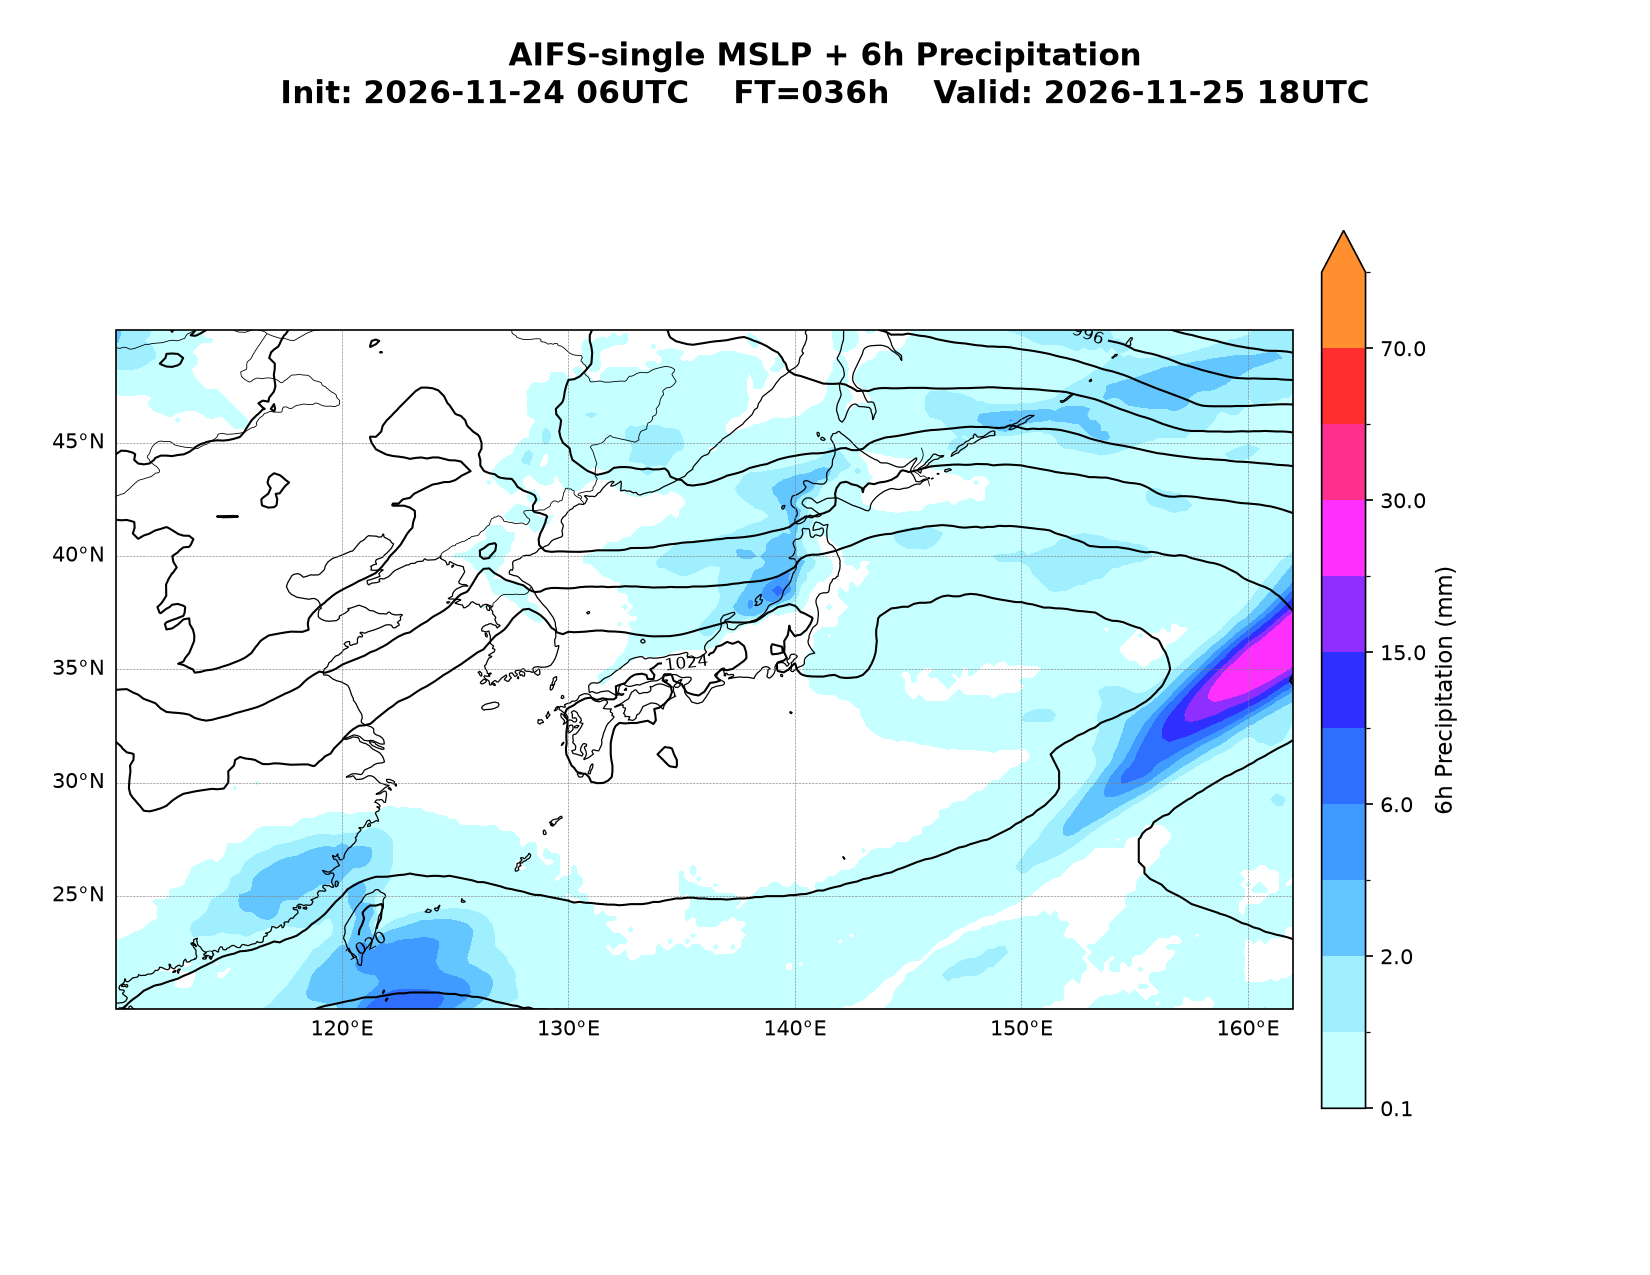 AIFS-single MSLP + 6h Precipitation
Init: 2026-11-24 06UTC    FT=036h    Valid: 2026-11-25 18UTC
996
70.0
45°N
30.0
40°N
15.0
35°N
1024
6h Precipitation (mm)
30°N
6.0
25°N
020
2.0
120°E
130°E
140°E
150°E
160°E
0.1